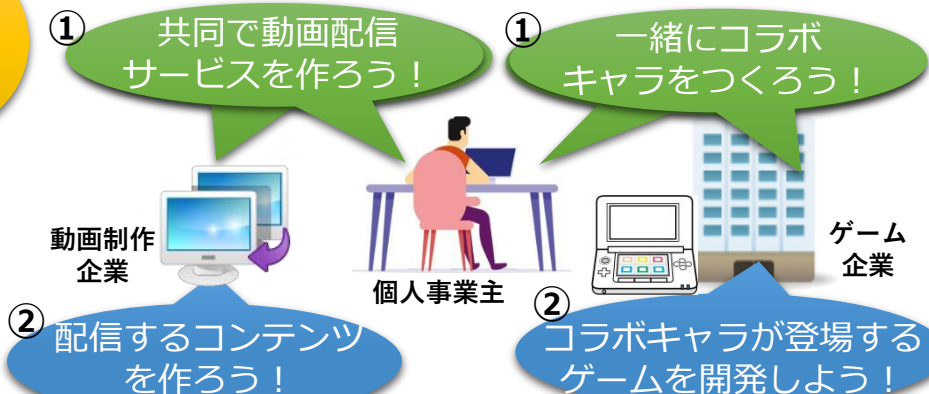 ①
共同で動画配信
サービスを作ろう！
①
一緒にコラボ
キャラをつくろう！
動画制作
企業
個人事業主
ゲーム
企業
②
配信するコンテンツ
を作ろう！
②
コラボキャラが登場する
ゲームを開発しよう！